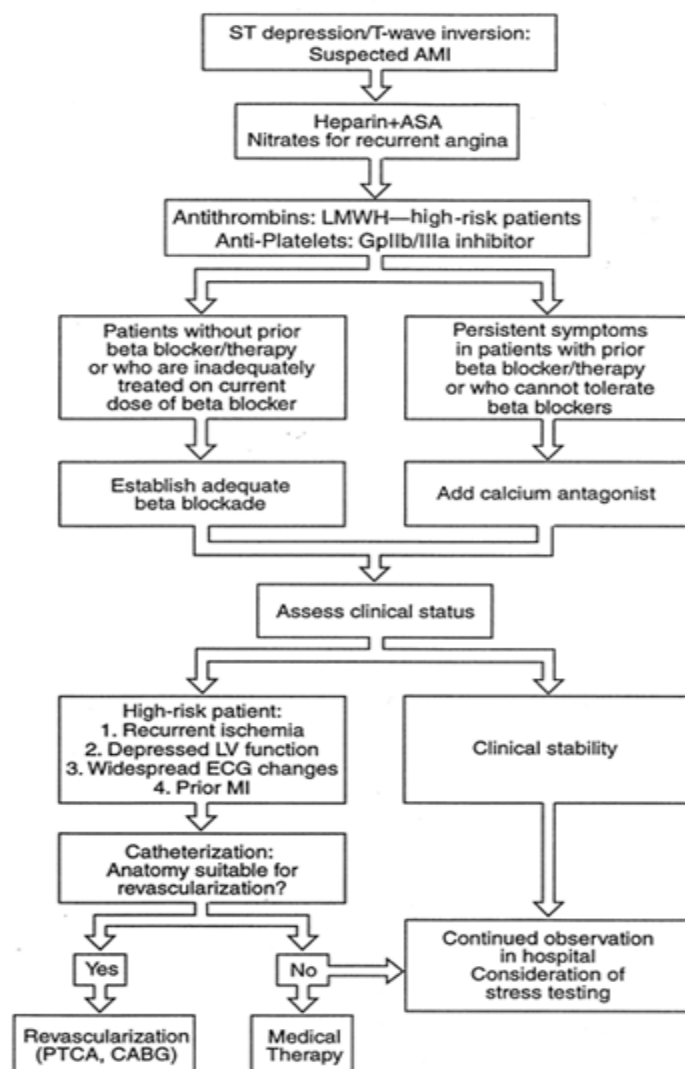 ST depression/T-wave inversion:
Suspected AMI
Heparin+ASA
Nitrates for recurrent angina
Antithrombins: LMWH—high-risk patients
Anti-Platelets: GpIIb/IIIa inhibitor
Patients without prior
beta blocker/therapy
or who are inadequately
treated on current
dose of beta blocker
Persistent symptoms
in patients with prior
beta blocker/therapy
or who cannot tolerate
beta blockers
Establish adequate
beta blockade
Add calcium antagonist
Assess clinical status
High-risk patient:
1. Recurrent ischemia
2. Depressed LV function
3. Widespread ECG changes
4. Prior MI
Clinical stability
Catheterization:
Anatomy suitable for
revascularization?
Yes
No
Continued observation
in hospital
Consideration of
stress testing
Revascularization
(PTCA, CABG)
Medical
Therapy